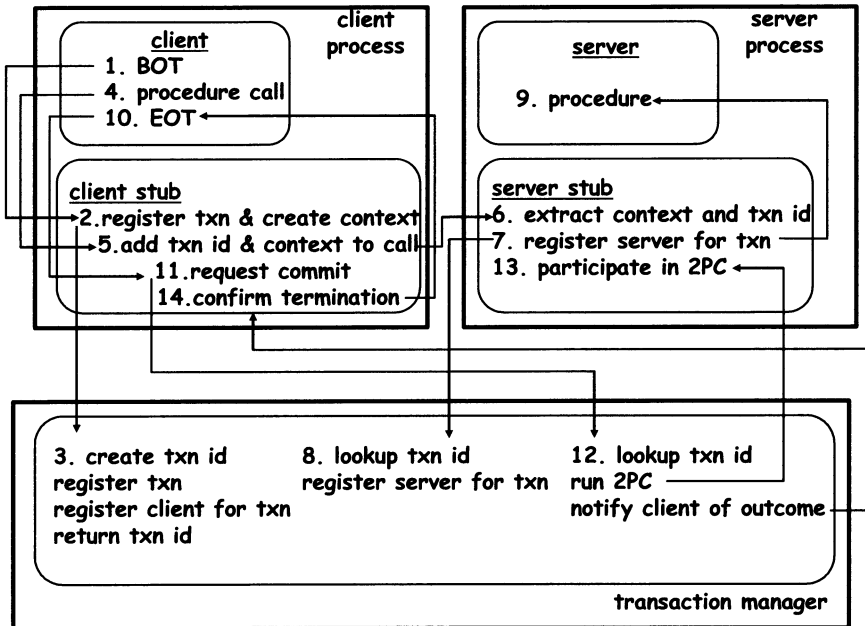 client
process
client
1. BOT
4. procedure call
10. EOT
client stub
2.register txn & create context
5.add txn id & context to call
11.request commit
14.confirm termination
server
process
server
9. procedure
server stub
6. extract context and txn id
7. register server for txn
13. participate in 2PC
3. create txn id
register txn
register client for txn
return txn id
8. lookup txn id
register server for txn
12. lookup txn id
run 2PC
notify client of outcome
transaction manager